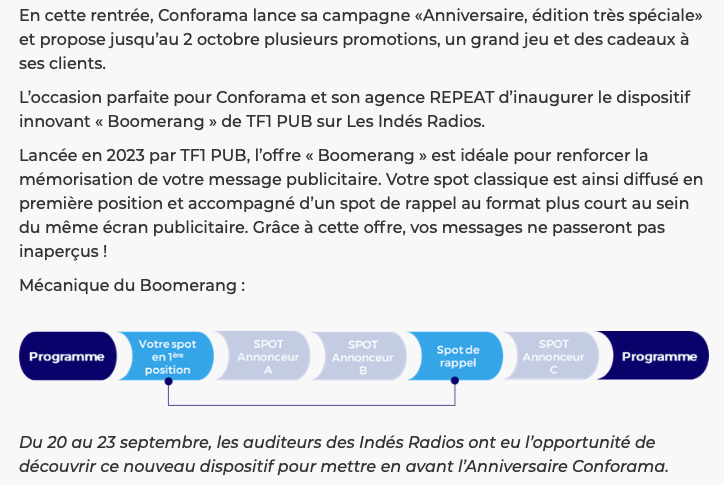 En cette rentrée, Conforama lance sa campagne «Anniversaire, édition très spéciale»
et propose jusqu’au 2 octobre plusieurs promotions, un grand jeu et des cadeaux à
ses clients.
L’occasion parfaite pour Conforama et son agence REPEAT d’inaugurer le dispositif
innovant « Boomerang » de TF1 PUB sur Les Indés Radios.
Lancée en 2023 par TF1 PUB, l’offre « Boomerang » est idéale pour renforcer la
mémorisation de votre message publicitaire. Votre spot classique est ainsi diffusé en
première position et accompagné d’un spot de rappel au format plus court au sein
du même écran publicitaire. Grâce à cette offre, vos messages ne passeront pas
inaperçus !
Mécanique du Boomerang :
Programme
Votre spot
en 1ère
position
SPOT
Annonceur
A
SPOT
Annonceur
B
Spot de
rappel
SPOT
Annonceur
C
Programme
Du 20 au 23 septembre, les auditeurs des Indés Radios ont eu l’opportunité de
découvrir ce nouveau dispositif pour mettre en avant l’Anniversaire Conforama.